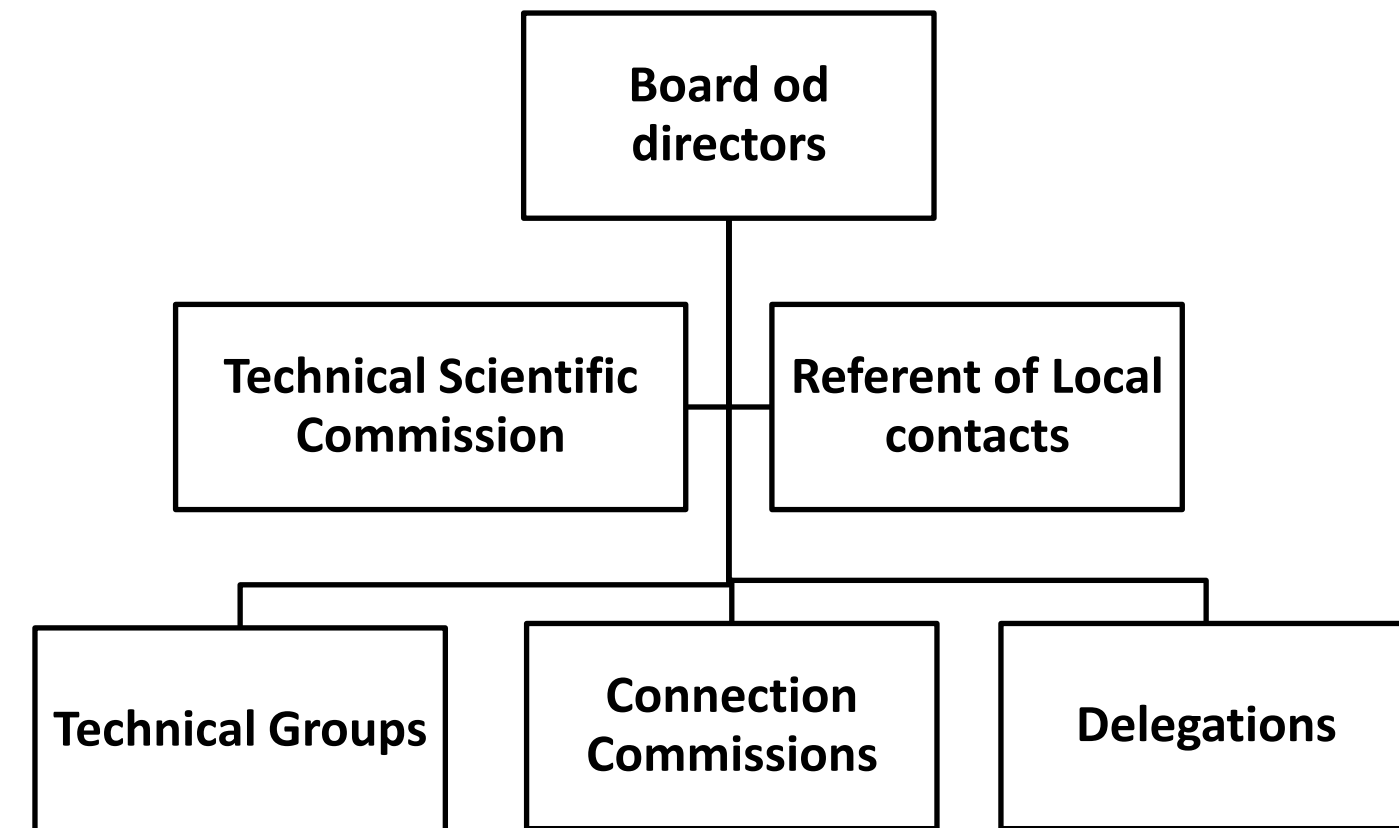 Board od
directors
Technical Scientific
Commission
Referent of Local
contacts
Technical Groups
Connection
Commissions
Delegations